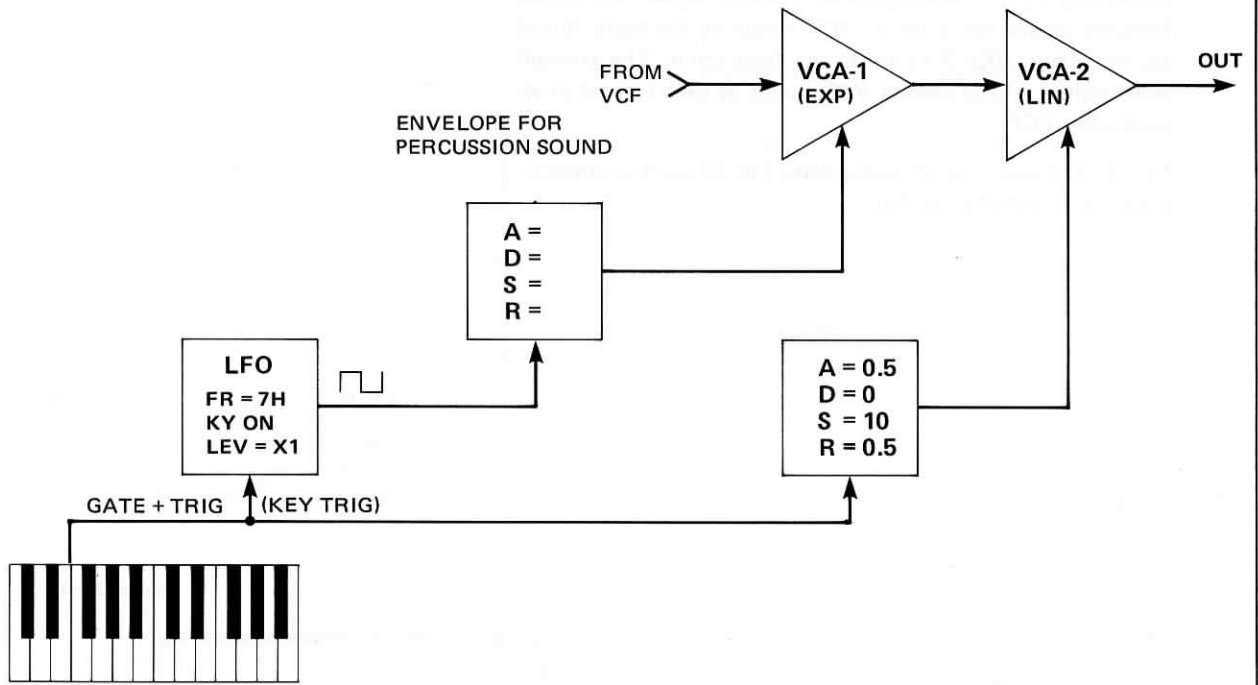 FROM
VCF
VCA-1
(EXP)
VCA-2
(LIN)
OUT
ENVELOPE FOR
PERCUSSION SOUND
A =
D =
S =
R =
LFO
FR = 7H
KY ON
LEV = X1
A = 0.5
D = 0
S = 10
R = 0.5
GATE + TRIG
(KEY TRIG)